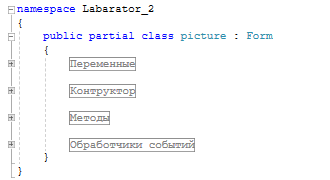 namespace Labarator_2
{
public partial class picture : Form
{
Переменные
Контруктор
Методы
Обработчики событий
}
}